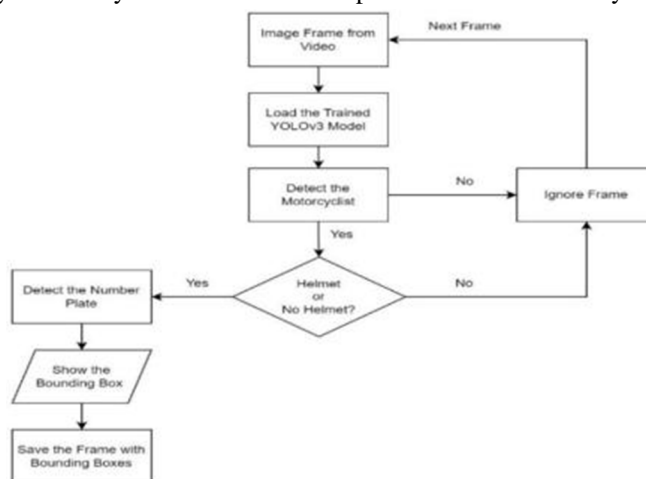 Image Frame from
Video
Next Frame
Load the Trained
YOLOv3 Model
Detect the
Motorcyclist
No
Ignore Frame
Yes
Helmet
or
No Helmet?
Yes
No
Detect the Number
Plate
Show the
Bounding Box
Save the Frame with
Bounding Boxes